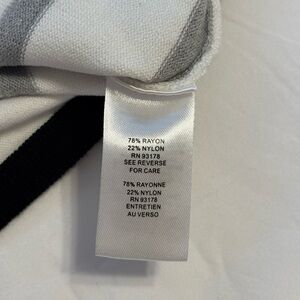 78% RAYON
22% NYLON
RN 93178
SEE REVERSE
FOR CARE
78% RAYONNE
22% NYLON
RN 93178
ENTRETIEN
AU VERSO